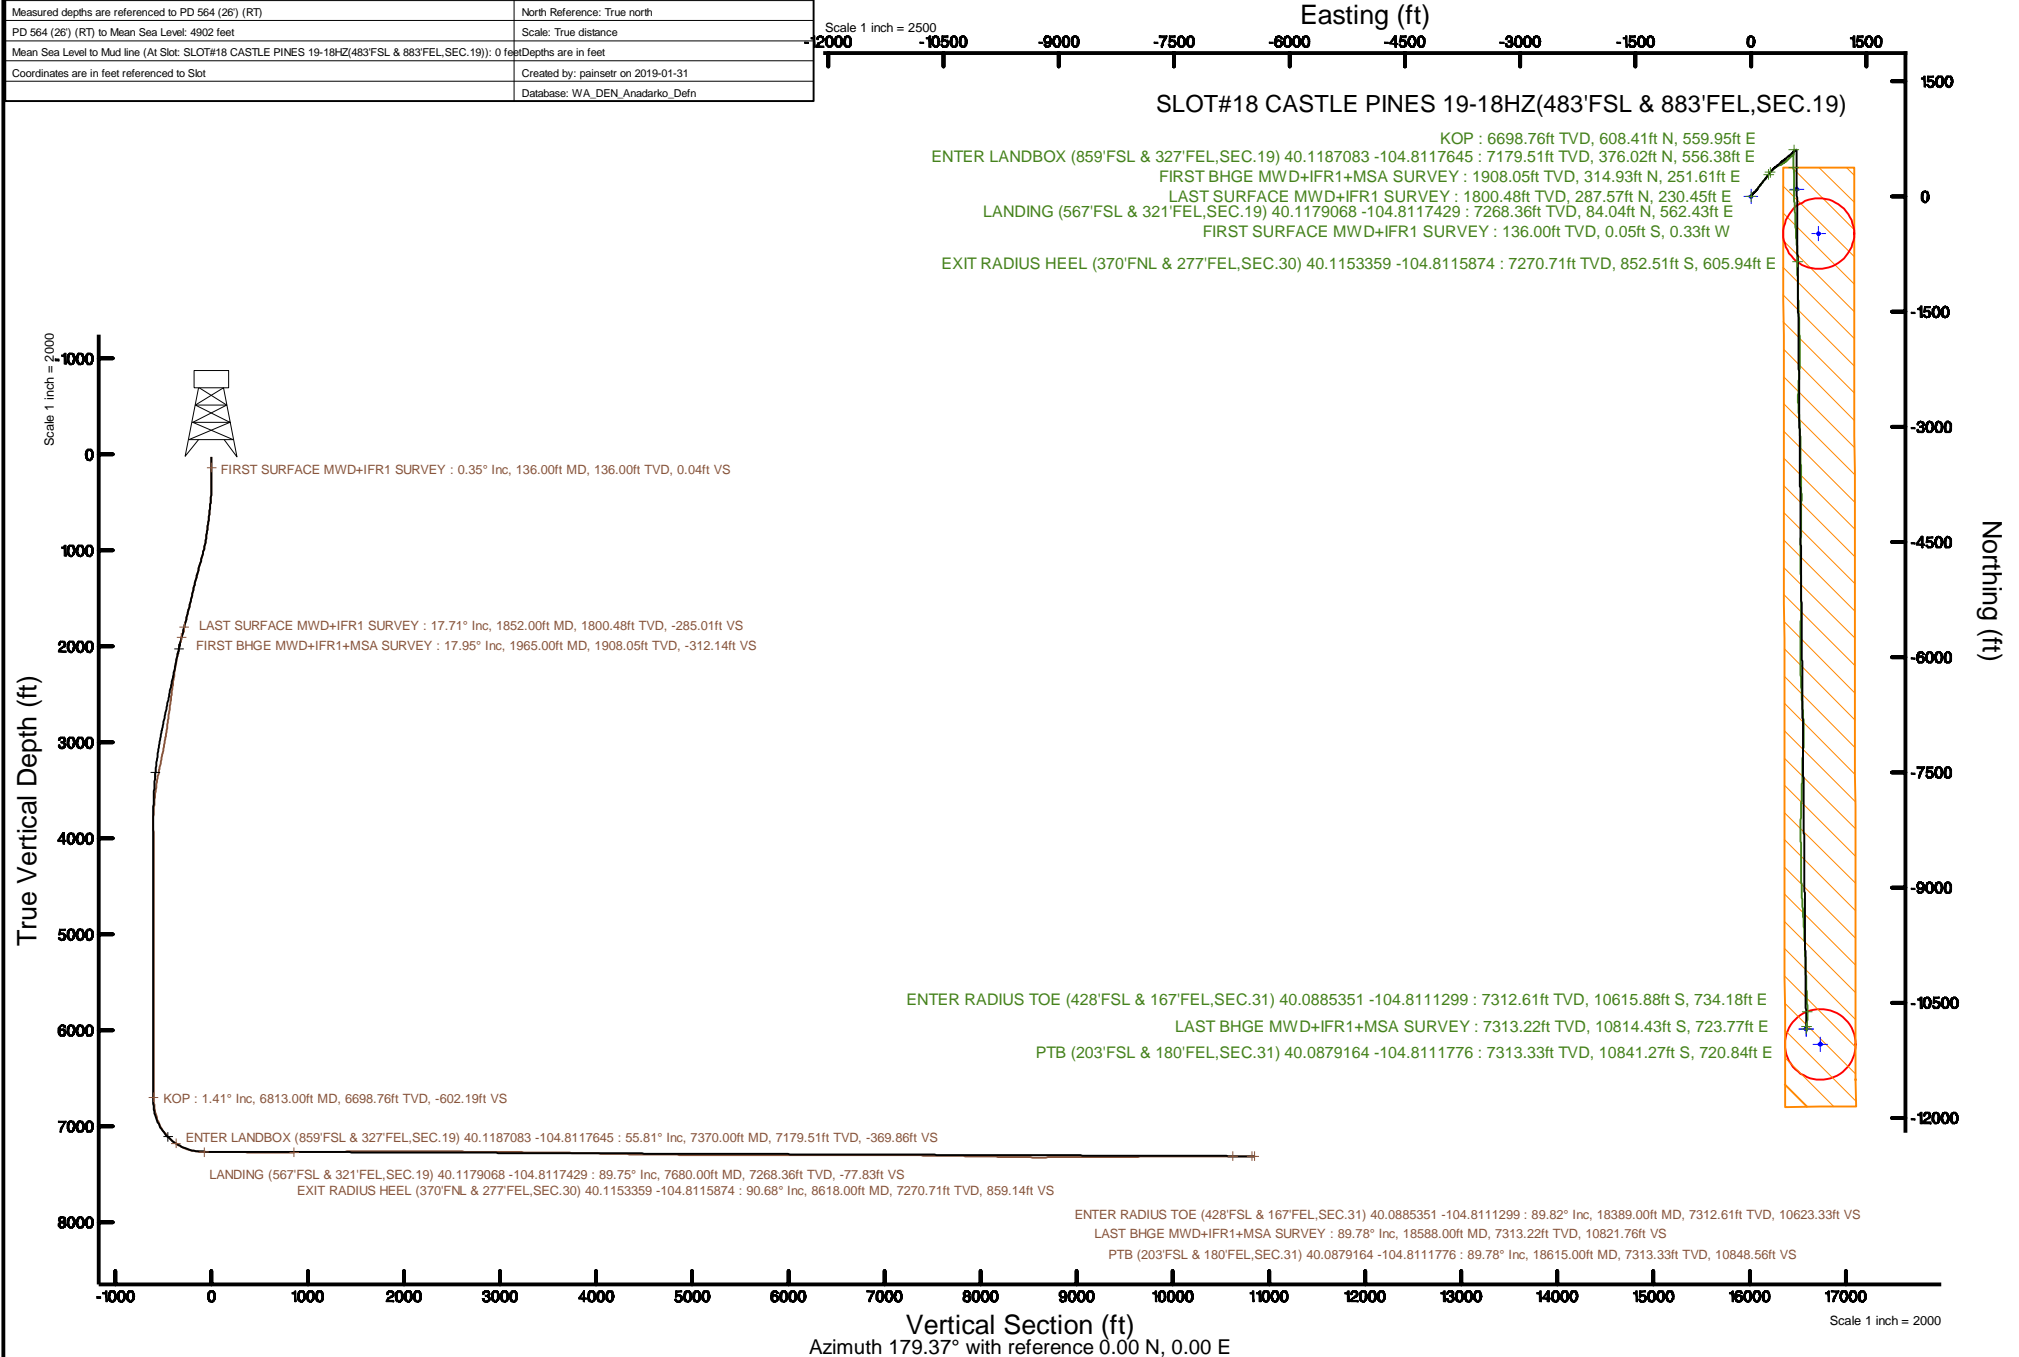 Measured depths are referenced to PD 564 (26') (RT)
North Reference: True north
PD 564 (26') (RT) to Mean Sea Level: 4902 feet
Scale: True distance
Mean Sea Level to Mud line (At Slot: SLOT#18 CASTLE PINES 19-18HZ(483'FSL & 883'FEL,SEC.19)): 0 feet
Depths are in feet
Coordinates are in feet referenced to Slot
Created by: painsetr on 2019-01-31
Database: WA_DEN_Anadarko_Defn
Scale 1 inch = 2500
Easting (ft)
-12000 -10500 -9000 -7500 -6000 -4500 -3000 -1500 0 1500
SLOT#18 CASTLE PINES 19-18HZ(483'FSL & 883'FEL,SEC.19)
KOP : 6698.76ft TVD, 608.41ft N, 559.95ft E
ENTER LANDBOX (859'FSL & 327'FEL,SEC.19) 40.1187083 -104.8117645 : 7179.51ft TVD, 376.02ft N, 556.38ft E
FIRST BHGE MWD+IFR1+MSA SURVEY : 1908.05ft TVD, 314.93ft N, 251.61ft E
LAST SURFACE MWD+IFR1 SURVEY : 1800.48ft TVD, 287.57ft N, 230.45ft E
LANDING (567'FSL & 321'FEL,SEC.19) 40.1179068 -104.8117429 : 7268.36ft TVD, 84.04ft N, 562.43ft E
FIRST SURFACE MWD+IFR1 SURVEY : 136.00ft TVD, 0.05ft S, 0.33ft W
EXIT RADIUS HEEL (370'FNL & 277'FEL,SEC.30) 40.1153359 -104.8115874 : 7270.71ft TVD, 852.51ft S, 605.94ft E
ENTER RADIUS TOE (428'FSL & 167'FEL,SEC.31) 40.0885351 -104.8111299 : 7312.61ft TVD, 10615.88ft S, 734.18ft E
LAST BHGE MWD+IFR1+MSA SURVEY : 7313.22ft TVD, 10814.43ft S, 723.77ft E
PTB (203'FSL & 180'FEL,SEC.31) 40.0879164 -104.8111776 : 7313.33ft TVD, 10841.27ft S, 720.84ft E
1500
0
-1500
-3000
-4500
-6000
-7500
-9000
-10500
-12000
Northing (ft)
Scale 1 inch = 2000
-1000
0
1000
2000
3000
4000
5000
6000
7000
8000
True Vertical Depth (ft)
FIRST SURFACE MWD+IFR1 SURVEY : 0.35° Inc, 136.00ft MD, 136.00ft TVD, 0.04ft VS
LAST SURFACE MWD+IFR1 SURVEY : 17.71° Inc, 1852.00ft MD, 1800.48ft TVD, -285.01ft VS
FIRST BHGE MWD+IFR1+MSA SURVEY : 17.95° Inc, 1965.00ft MD, 1908.05ft TVD, -312.14ft VS
KOP : 1.41° Inc, 6813.00ft MD, 6698.76ft TVD, -602.19ft VS
ENTER LANDBOX (859'FSL & 327'FEL,SEC.19) 40.1187083 -104.8117645 : 55.81° Inc, 7370.00ft MD, 7179.51ft TVD, -369.86ft VS
LANDING (567'FSL & 321'FEL,SEC.19) 40.1179068 -104.8117429 : 89.75° Inc, 7680.00ft MD, 7268.36ft TVD, -77.83ft VS
EXIT RADIUS HEEL (370'FNL & 277'FEL,SEC.30) 40.1153359 -104.8115874 : 90.68° Inc, 8618.00ft MD, 7270.71ft TVD, 859.14ft VS
ENTER RADIUS TOE (428'FSL & 167'FEL,SEC.31) 40.0885351 -104.8111299 : 89.82° Inc, 18389.00ft MD, 7312.61ft TVD, 10623.33ft VS
LAST BHGE MWD+IFR1+MSA SURVEY : 89.78° Inc, 18588.00ft MD, 7313.22ft TVD, 10821.76ft VS
PTB (203'FSL & 180'FEL,SEC.31) 40.0879164 -104.8111776 : 89.78° Inc, 18615.00ft MD, 7313.33ft TVD, 10848.56ft VS
-1000 0 1000 2000 3000 4000 5000 6000 7000 8000 9000 10000 11000 12000 13000 14000 15000 16000 17000
Vertical Section (ft)
Scale 1 inch = 2000
Azimuth 179.37° with reference 0.00 N, 0.00 E